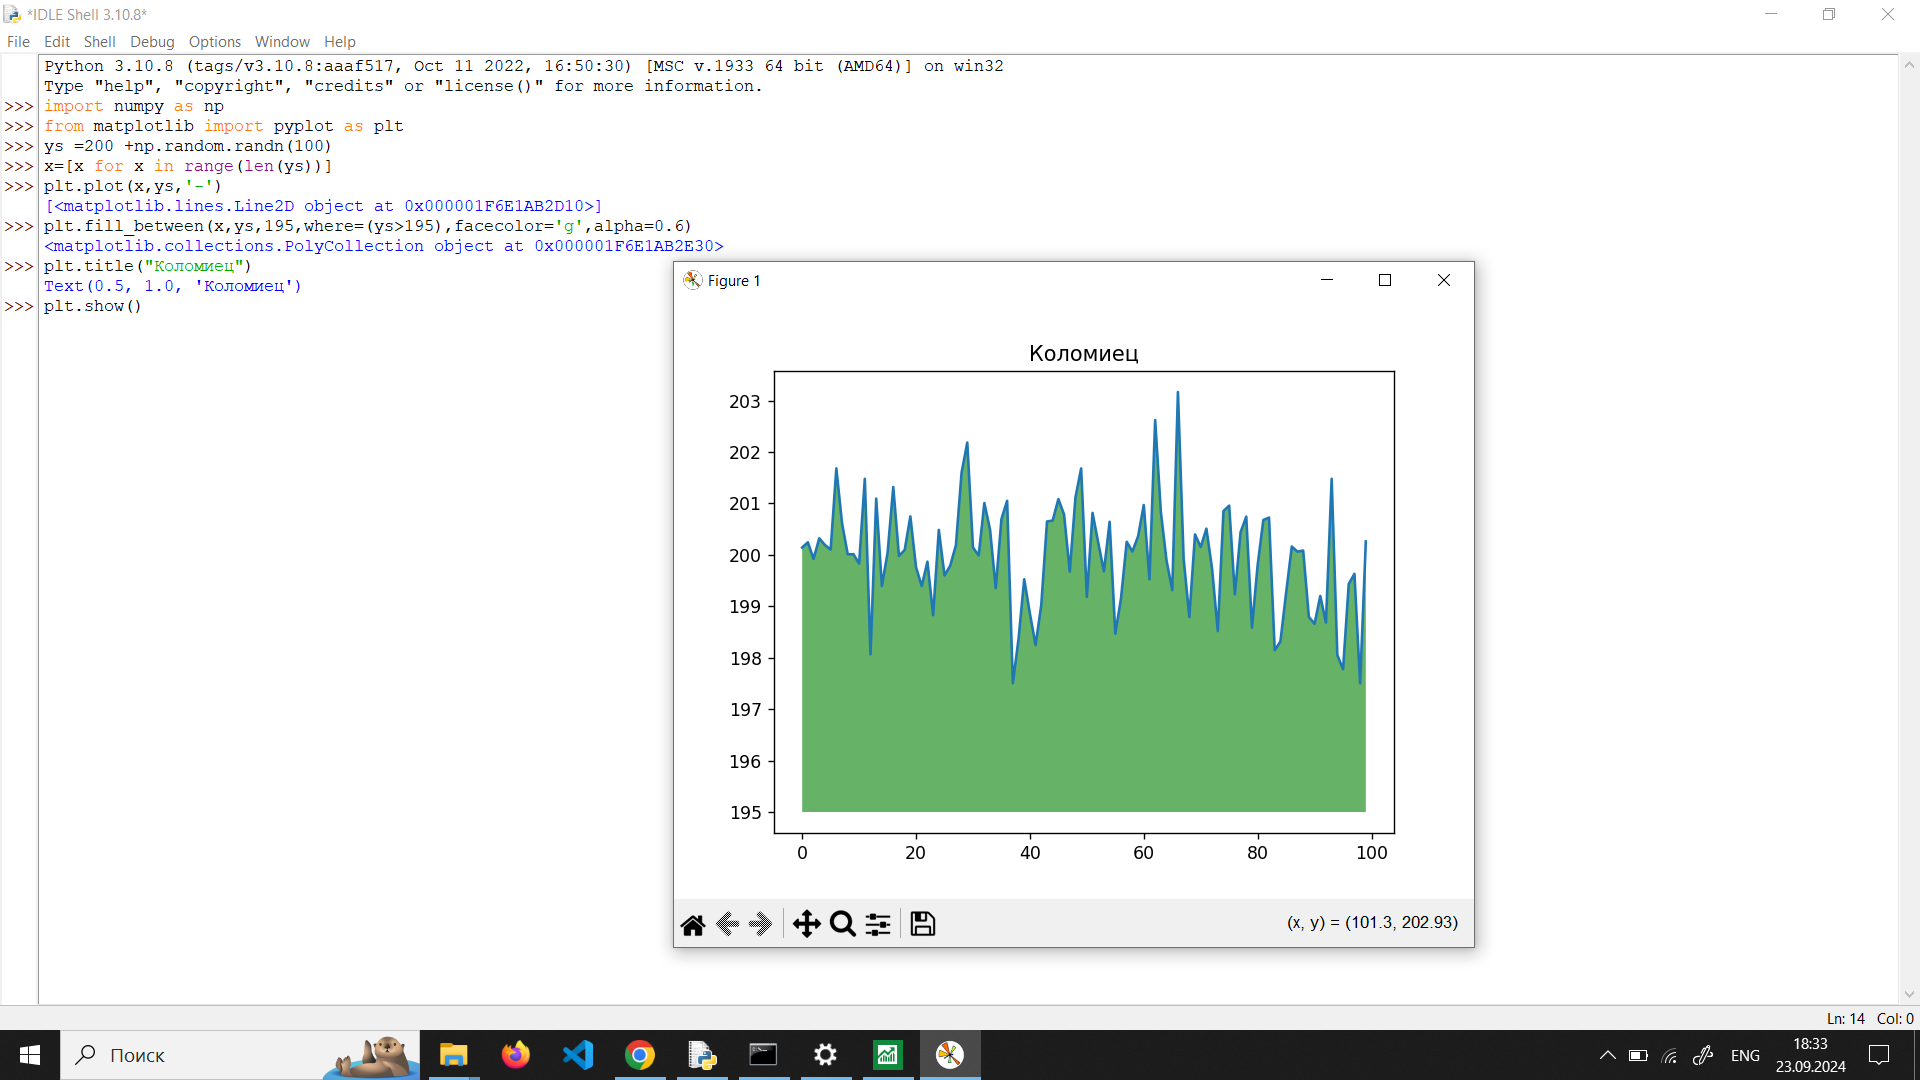 *IDLE Shell 3.10.8*
File Edit Shell Debug Options Window Help
Python 3.10.8 (tags/v3.10.8:aaaf517, Oct 11 2022, 16:50:30) [MSC v.1933 64 bit (AMD64)] on win32
Type "help", "copyright", "credits" or "license()" for more information.
>>> import numpy as np
>>> from matplotlib import pyplot as plt
>>> ys =200 +np.random.randn(100)
>>> x=[x for x in range(len(ys))]
>>> plt.plot(x,ys,'-')
[<matplotlib.lines.Line2D object at 0x000001F6E1AB2D10>]
>>> plt.fill_between(x,ys,195,where=(ys>195),facecolor='g',alpha=0.6)
<matplotlib.collections.PolyCollection object at 0x000001F6E1AB2E30>
>>> plt.title("Коломиец")
Text(0.5, 1.0, 'Коломиец')
>>> plt.show()
Figure 1
Коломиец
203
202
201
200
199
198
197
196
195
0 20 40 60 80 100
(x, y) = (101.3, 202.93)
Ln: 14 Col: 0
Поиск
ENG
18:33
23.09.2024